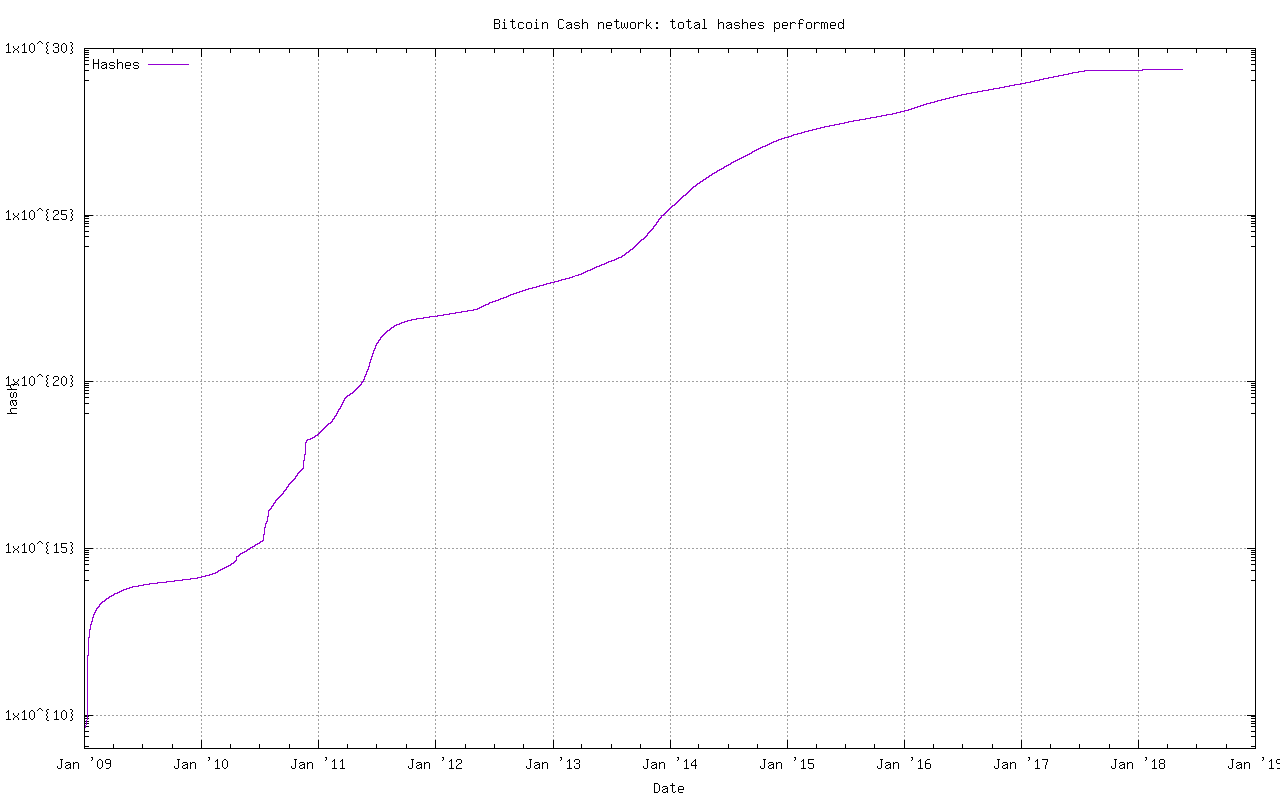 Bitcoin Cash network: total hashes performed
1x10^{30}
Hashes
1x10^{25}
1x10^{20}
hash
1x10^{15}
1x10^{10}
Jan '09 Jan '10 Jan '11 Jan '12 Jan '13 Jan '14 Jan '15 Jan '16 Jan '17 Jan '18 Jan '19
Date